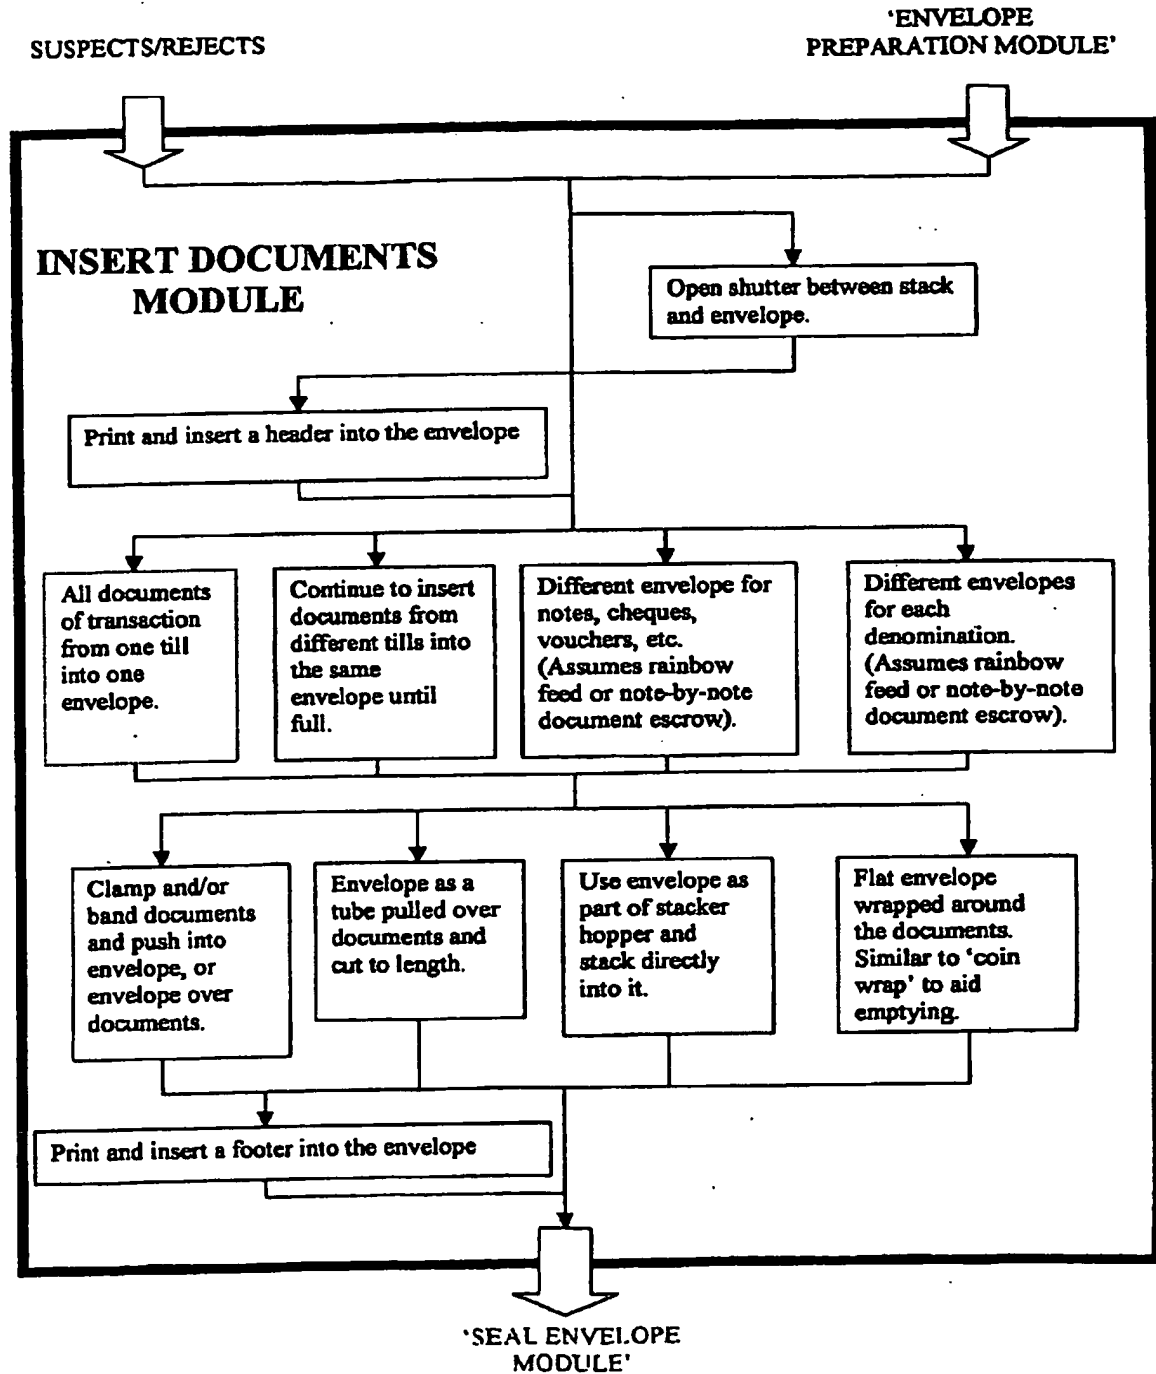 SUSPECTS/REJECTS
'ENVELOPE
PREPARATION MODULE'
INSERT DOCUMENTS
MODULE
Open shutter between stack
and envelope.
Print and insert a header into the envelope
All documents
of transaction
from one till
into one
envelope.
Continue to insert
documents from
different tills into
the same
envelope until
full.
Different envelope for
notes, cheques,
vouchers, etc.
(Assumes rainbow
feed or note-by-note
document escrow).
Different envelopes
for each
denomination.
(Assumes rainbow
feed or note-by-note
document escrow).
Clamp and/or
band documents
and push into
envelope, or
envelope over
documents.
Envelope as a
tube pulled over
documents and
cut to length.
Use envelope as
part of stacker
hopper and
stack directly
into it.
Flat envelope
wrapped around
the documents.
Similar to 'coin
wrap' to aid
emptying.
Print and insert a footer into the envelope
'SEAL ENVELOPE
MODULE'